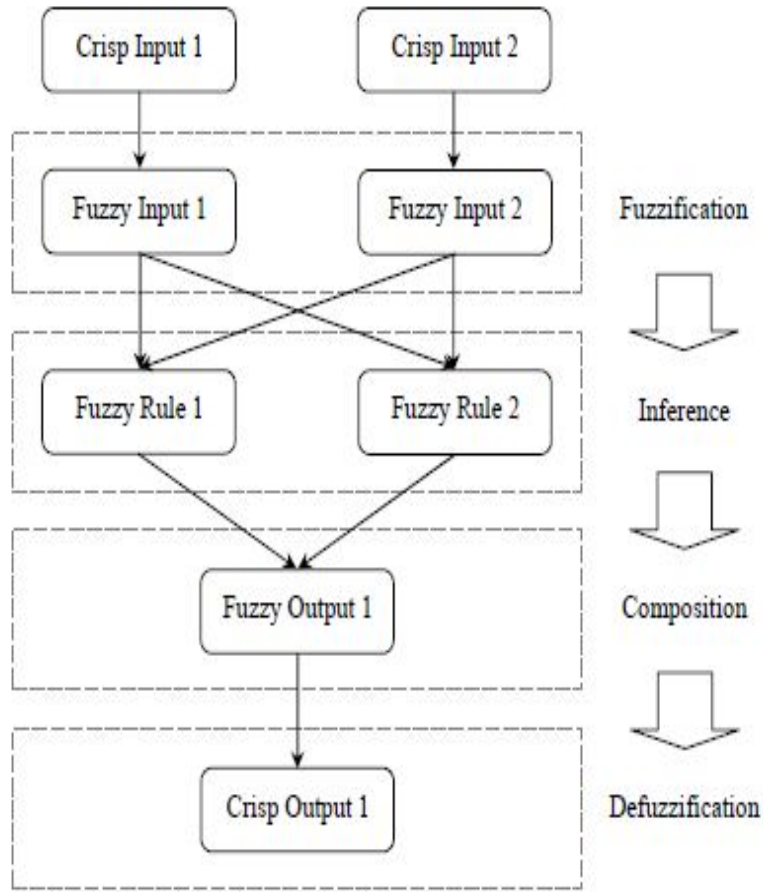 Crisp Input 1
Crisp Input 2
Fuzzy Input 1
Fuzzy Input 2
Fuzzification
Fuzzy Rule 1
Fuzzy Rule 2
Inference
Fuzzy Output 1
Composition
Crisp Output 1
Defuzzification